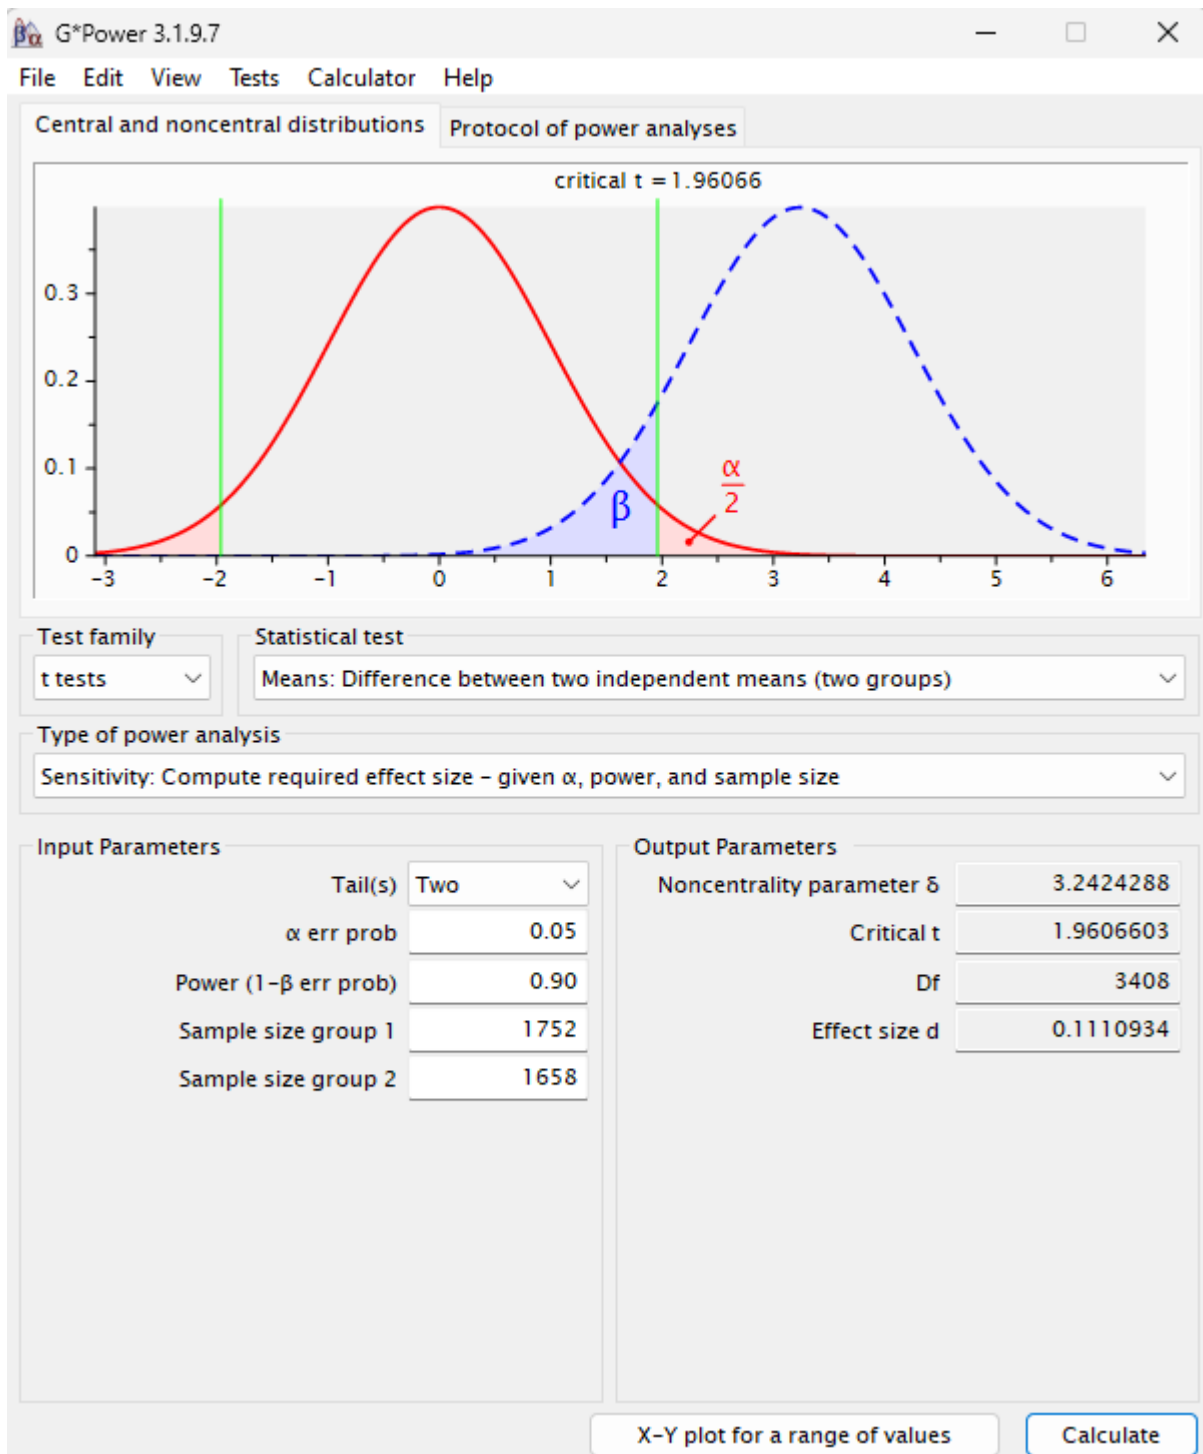 G*Power 3.1.9.7
File Edit View Tests Calculator Help
Central and noncentral distributions Protocol of power analyses
critical t = 1.96066
0.3
0.2
0.1
0
-3 -2 -1 0 1 2 3 4 5 6
β
α
2
Test family Statistical test
t tests Means: Difference between two independent means (two groups)
Type of power analysis
Sensitivity: Compute required effect size - given α, power, and sample size
Input Parameters Output Parameters
Tail(s) Two Noncentrality parameter δ 3.2424288
α err prob 0.05 Critical t 1.9606603
Power (1-β err prob) 0.90 Df 3408
Sample size group 1 1752 Effect size d 0.1110934
Sample size group 2 1658
X-Y plot for a range of values Calculate